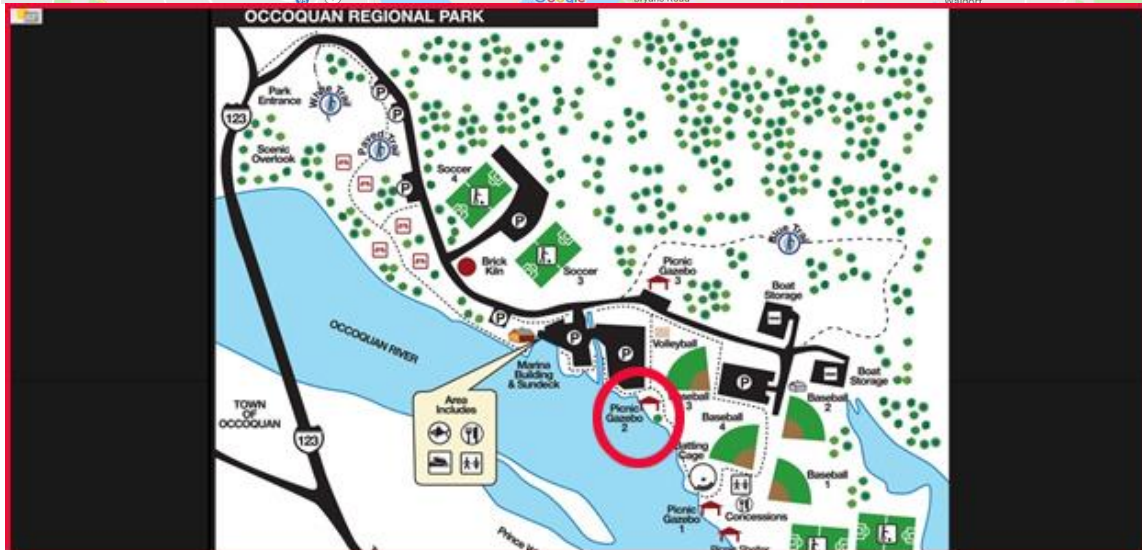 OCCOQUAN REGIONAL PARK
Park
Entrance
White Trail
123
Paved Trail
Scenic
Overlook
P
P
P
Soccer
4
P
Brick
Kiln
Soccer
3
Picnic
Gazebo
3
Blue Trail
Boat
Storage
P
OCCOQUAN RIVER
Marina
Building
& Sundeck
P
P
Volleyball
P
Boat
Storage
Area
Includes
TOWN
OF
OCCOQUAN
123
Picnic
Gazebo
2
Baseball
3
Baseball
4
Baseball
2
Batting
Cage
Baseball
1
Picnic
Gazebo
1
Concessions
Picnic Shelter